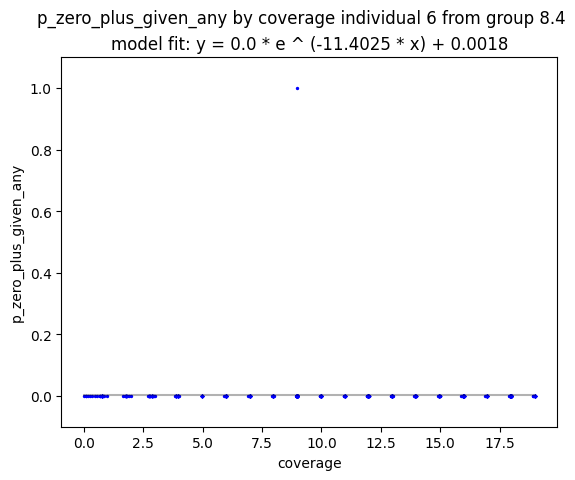 p_zero_plus_given_any by coverage individual 6 from group 8.4
model fit: y = 0.0 * e ^ (-11.4025 * x) + 0.0018
1.0
0.8
0.6
0.4
0.2
0.0
p_zero_plus_given_any
0.0 2.5 5.0 7.5 10.0 12.5 15.0 17.5
coverage